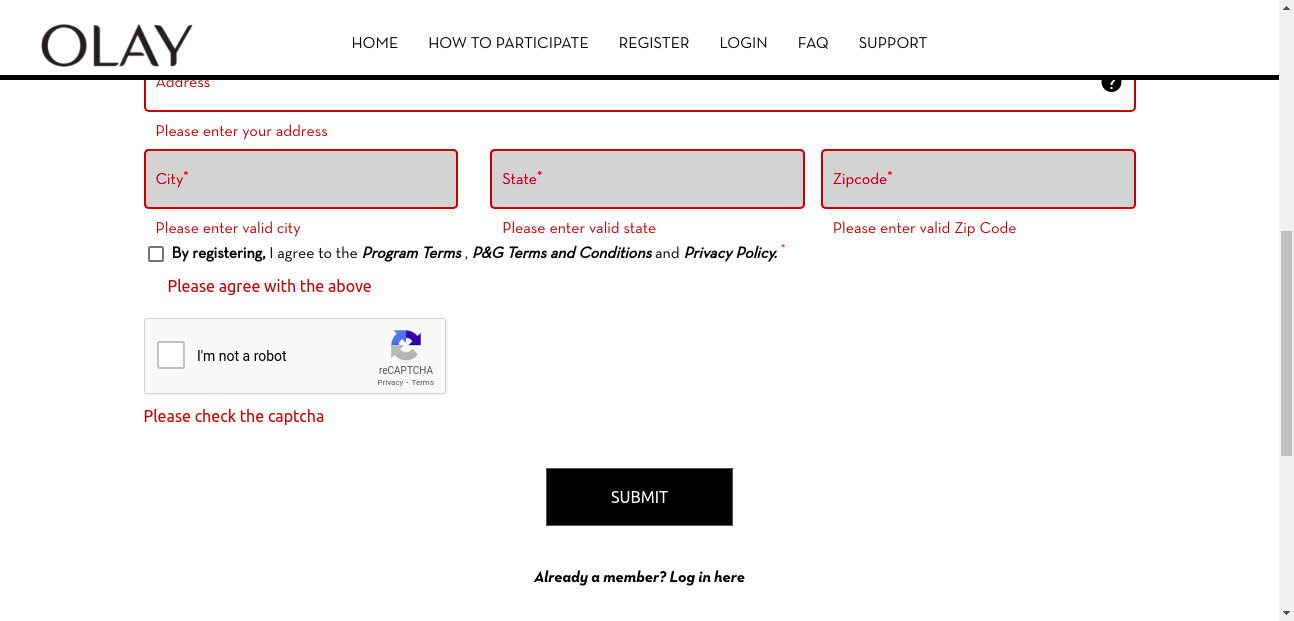 OLAY
HOME HOW TO PARTICIPATE REGISTER LOGIN FAQ SUPPORT
Address
?
Please enter your address
City* State* Zipcode*
Please enter valid city Please enter valid state Please enter valid Zip Code
By registering, I agree to the Program Terms , P&G Terms and Conditions and Privacy Policy. *
Please agree with the above
I'm not a robot
reCAPTCHA
Privacy - Terms
Please check the captcha
SUBMIT
Already a member? Log in here